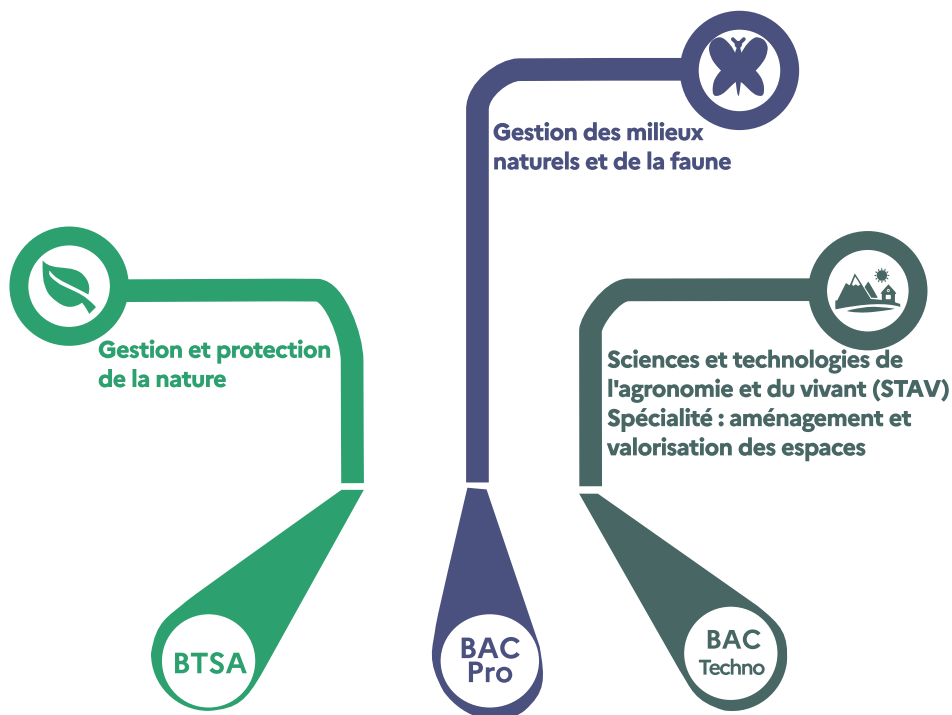 Gestion des milieux
naturels et de la faune
Gestion et protection
de la nature
Sciences et technologies de
l'agronomie et du vivant (STAV)
Spécialité : aménagement et
valorisation des espaces
BTSA
BAC
Pro
BAC
Techno